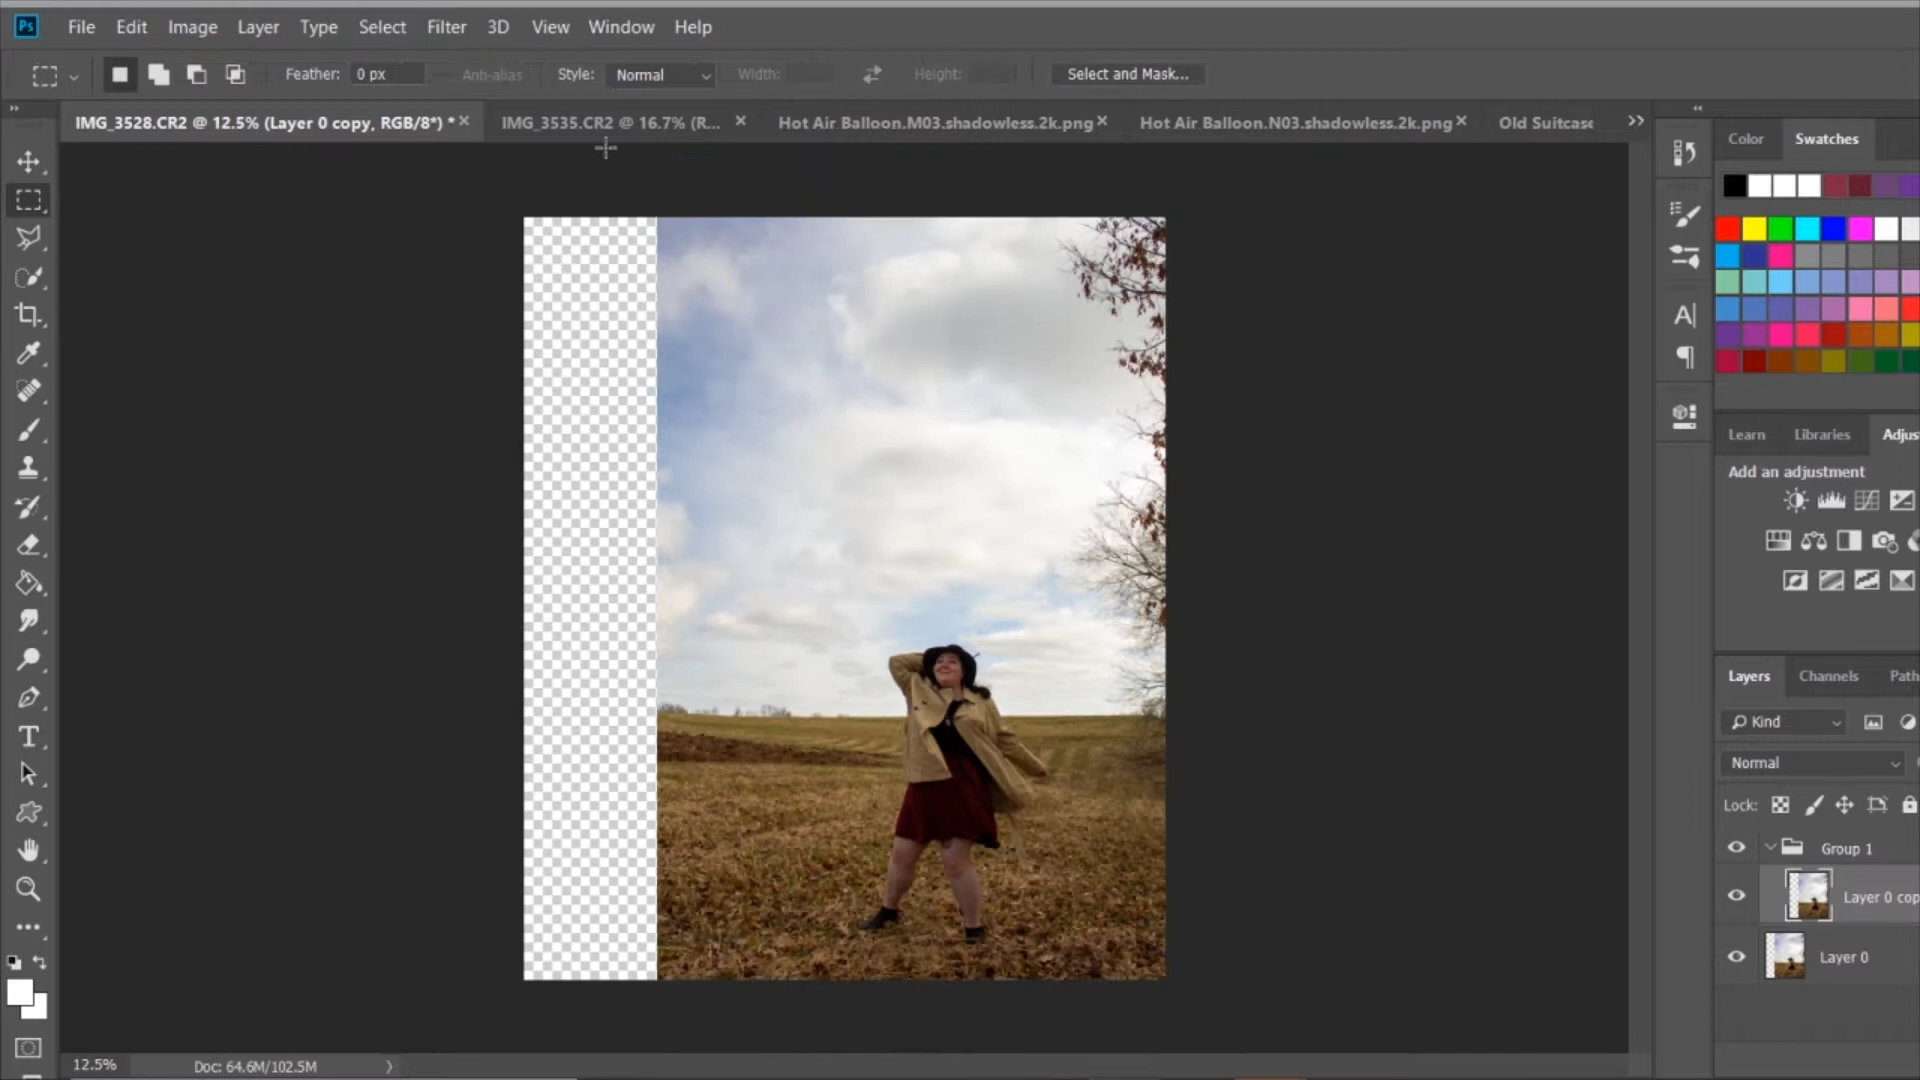 Ps File Edit Image Layer Type Select Filter 3D View Window Help
Feather: 0 px Anti-alias Style: Normal Width: Height: Select and Mask...
IMG_3528.CR2 @ 12.5% (Layer 0 copy, RGB/8*) * IMG_3535.CR2 @ 16.7% (R... Hot Air Balloon.M03.shadowless.2k.png Hot Air Balloon.N03.shadowless.2k.png Old Suitcase
Color Swatches
Learn Libraries Adjus
Add an adjustment
Layers Channels Path
Kind
Normal
Lock:
Group 1
Layer 0 cop
Layer 0
12.5% Doc: 64.6M/102.5M